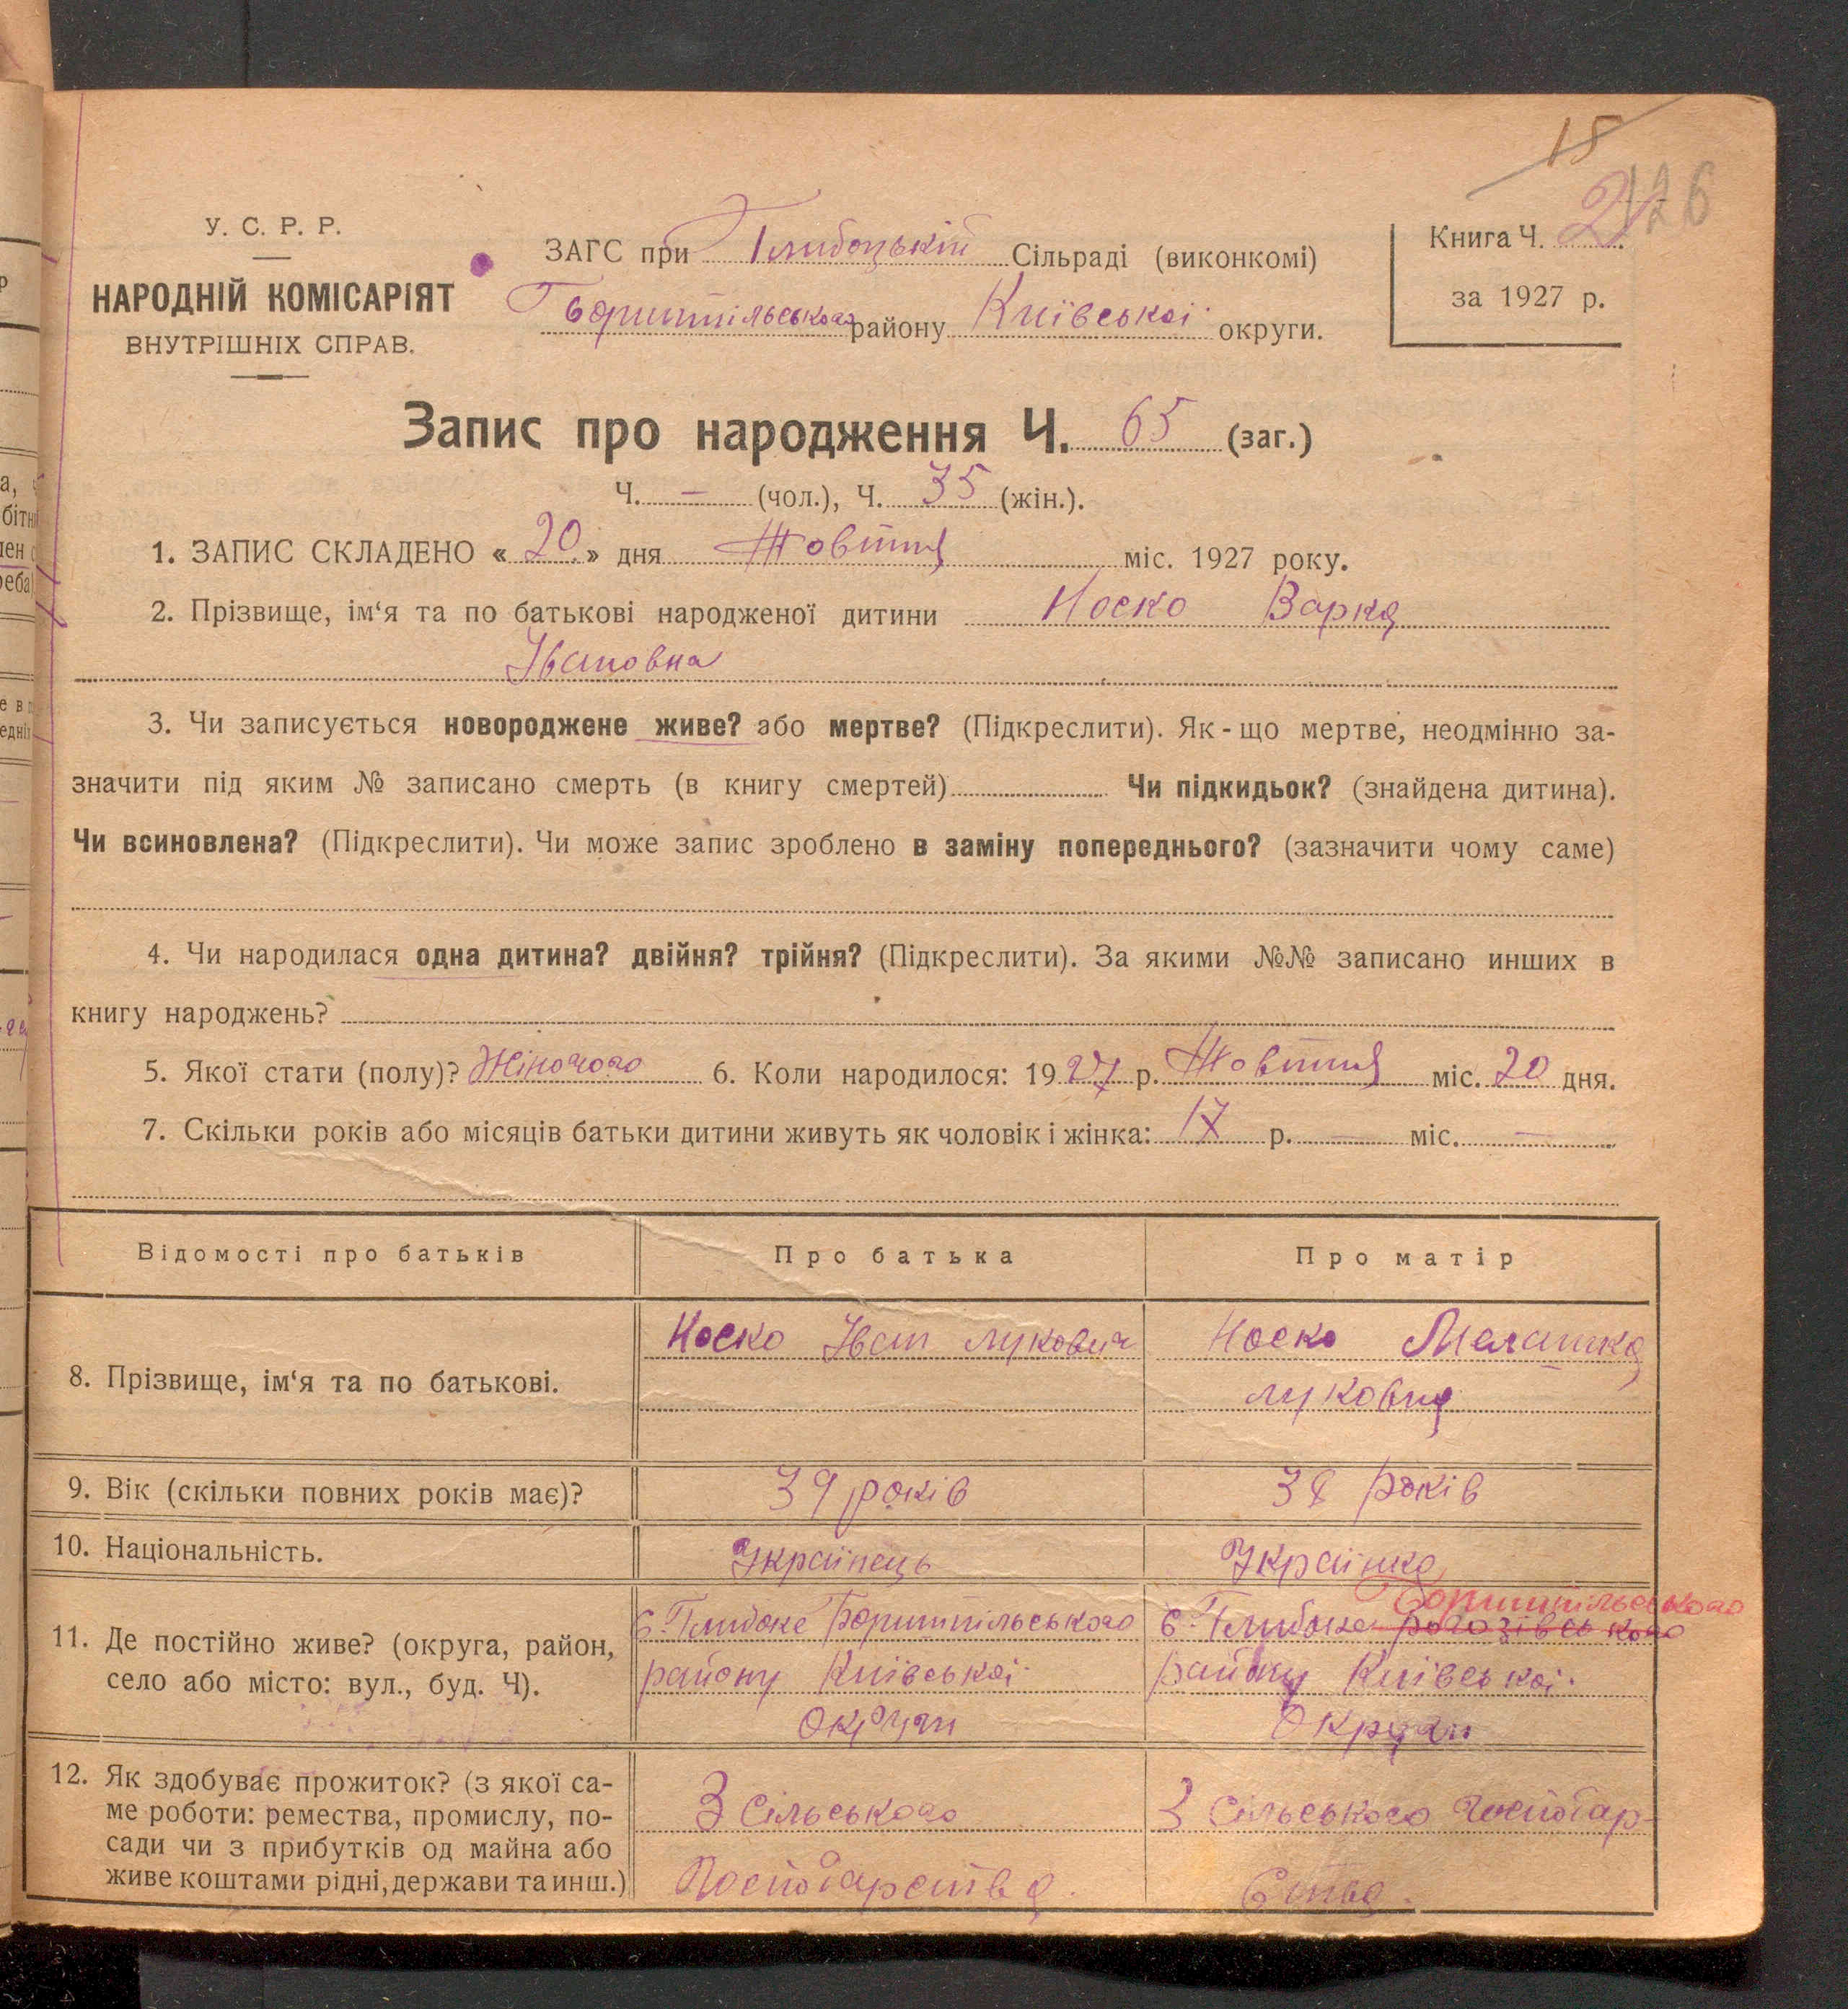 15
126
У. С. Р. Р.
НАРОДНІЙ КОМІСАРІЯТ
ВНУТРІШНІХ СПРАВ.
ЗАГС при Глибоцькій Сільраді (виконкомі)
Бориспільського району Київської округи.
Книга Ч. 2
за 1927 р.
Запис про народження Ч. 65 (заг.)
Ч. — (чол.), Ч. 35 (жін.).
1. ЗАПИС СКЛАДЕНО « 20 » дня Жовтня міс. 1927 року.
2. Прізвище, ім‘я та по батькові народженої дитини Носко Варка
Івановна
3. Чи записується новороджене живе? або мертве? (Підкреслити). Як-що мертве, неодмінно за-
значити під яким № записано смерть (в книгу смертей) Чи підкидьок? (знайдена дитина).
Чи всиновлена? (Підкреслити). Чи може запис зроблено в заміну попереднього? (зазначити чому саме)
4. Чи народилася одна дитина? двійня? трійня? (Підкреслити). За якими №№ записано инших в
книгу народжень?
5. Якої стати (полу)? Жіночого 6. Коли народилося: 1927 р. Жовтня міс. 20 дня.
7. Скільки років або місяців батьки дитини живуть як чоловік і жінка: 17 р. — міс. —
Відомості про батьків Про батька Про матір
8. Прізвище, ім‘я та по батькові. Носко Іван Лукович Носко Мелашка
Луковна
9. Вік (скільки повних років має)? 39 років 38 років
10. Національність. Українець Українка
Бориспільського
11. Де постійно живе? (округа, район, с. Глибоке Бориспільського с. Глибоке Рогозівського
село або місто: вул., буд. Ч). району Київської району Київської
Округи Округи
12. Як здобуває прожиток? (з якої са-
ме роботи: ремества, промислу, по- З сільського З сільського господар-
сади чи з прибутків од майна або
живе коштами рідні, держави та инш.) Господарства. ства.